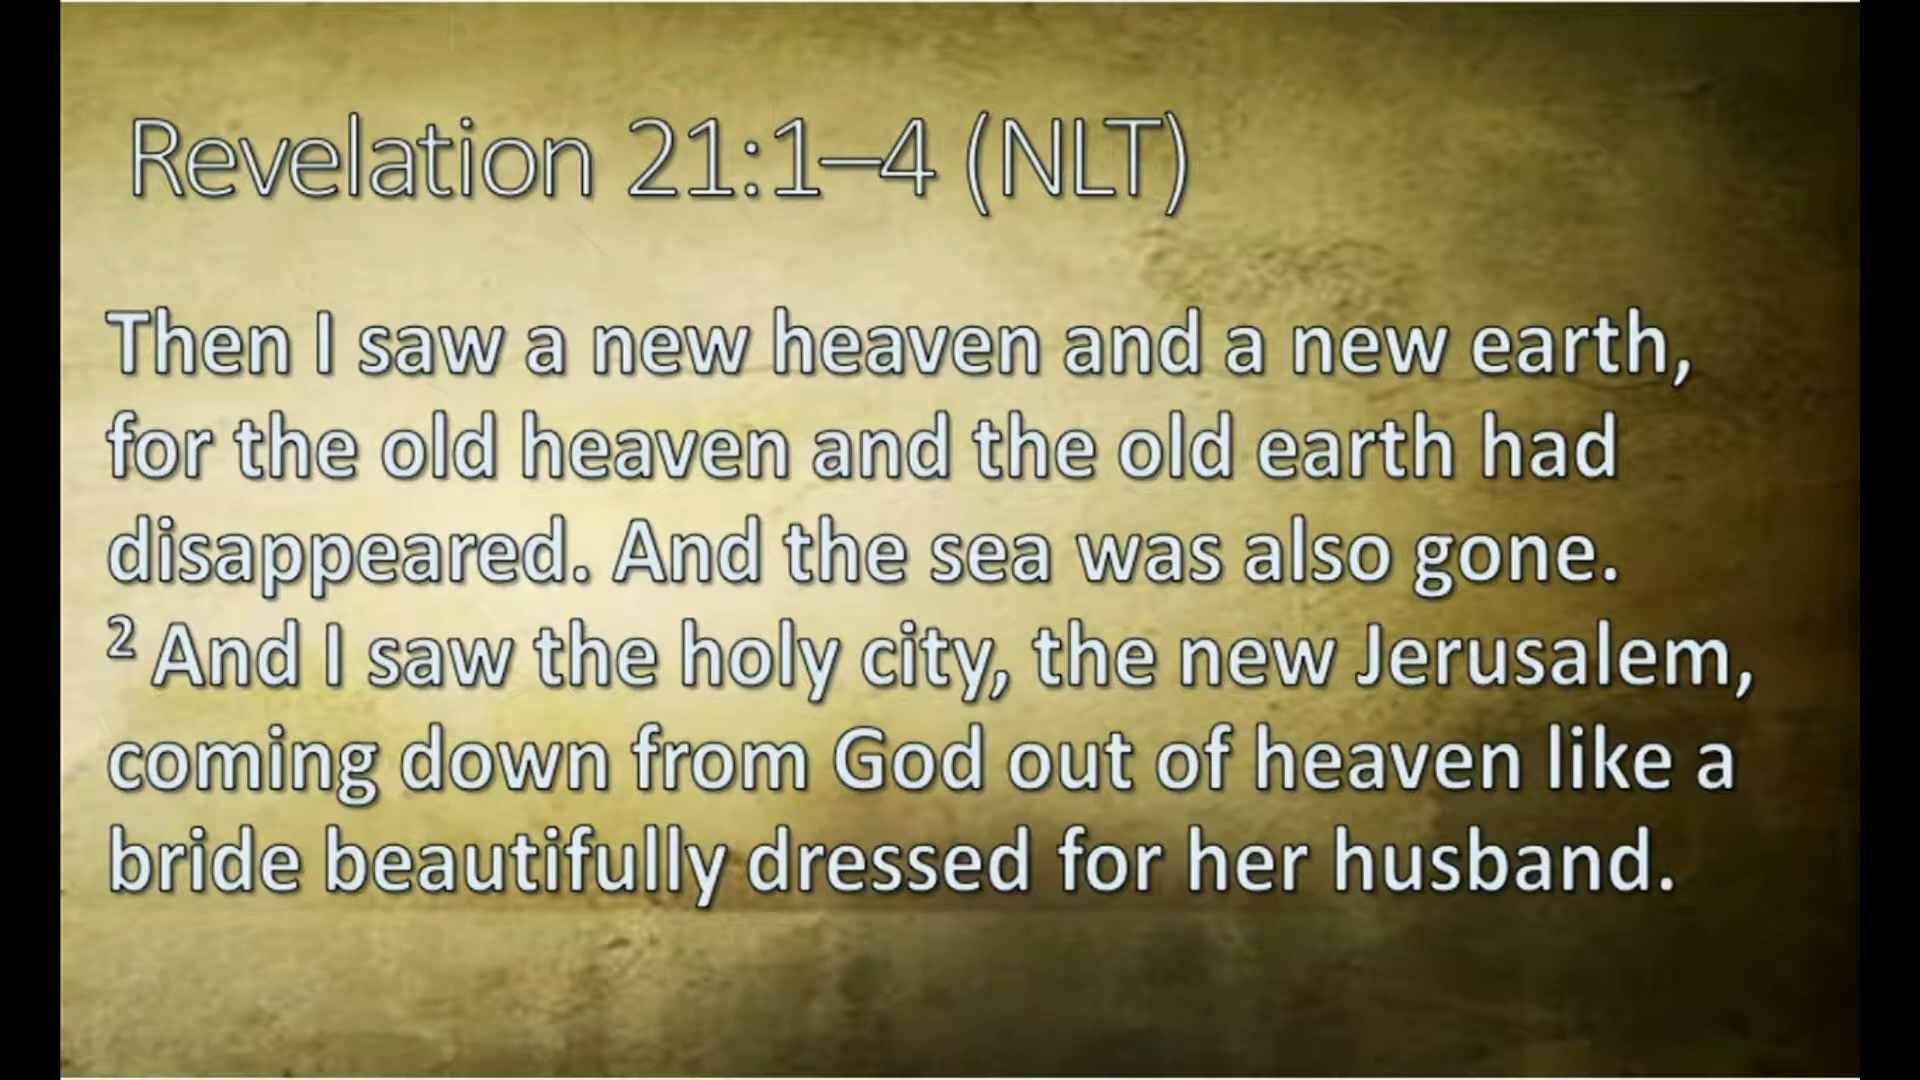 Revelation 21:1–4 (NLT)
Then I saw a new heaven and a new earth,
for the old heaven and the old earth had
disappeared. And the sea was also gone.
² And I saw the holy city, the new Jerusalem,
coming down from God out of heaven like a
bride beautifully dressed for her husband.